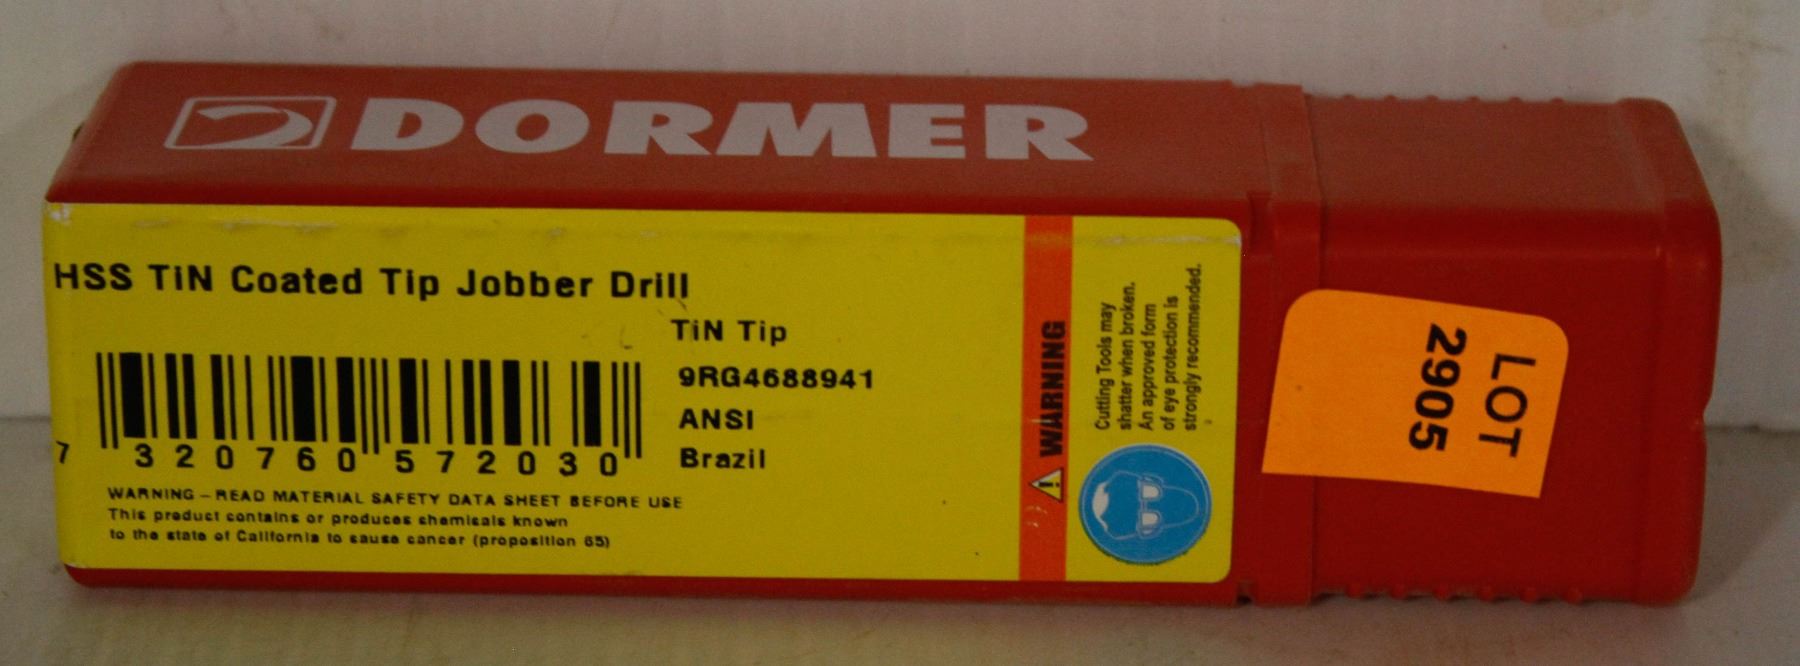 DORMER
HSS TiN Coated Tip Jobber Drill
TiN Tip
9RG4688941
ANSI
Brazil
7 320760 572030
WARNING – READ MATERIAL SAFETY DATA SHEET BEFORE USE
This product contains or produces chemicals known
to the state of California to cause cancer (proposition 65)
WARNING
Cutting Tools may
shatter when broken.
An approved form
of eye protection is
strongly recommended.
LOT
2905